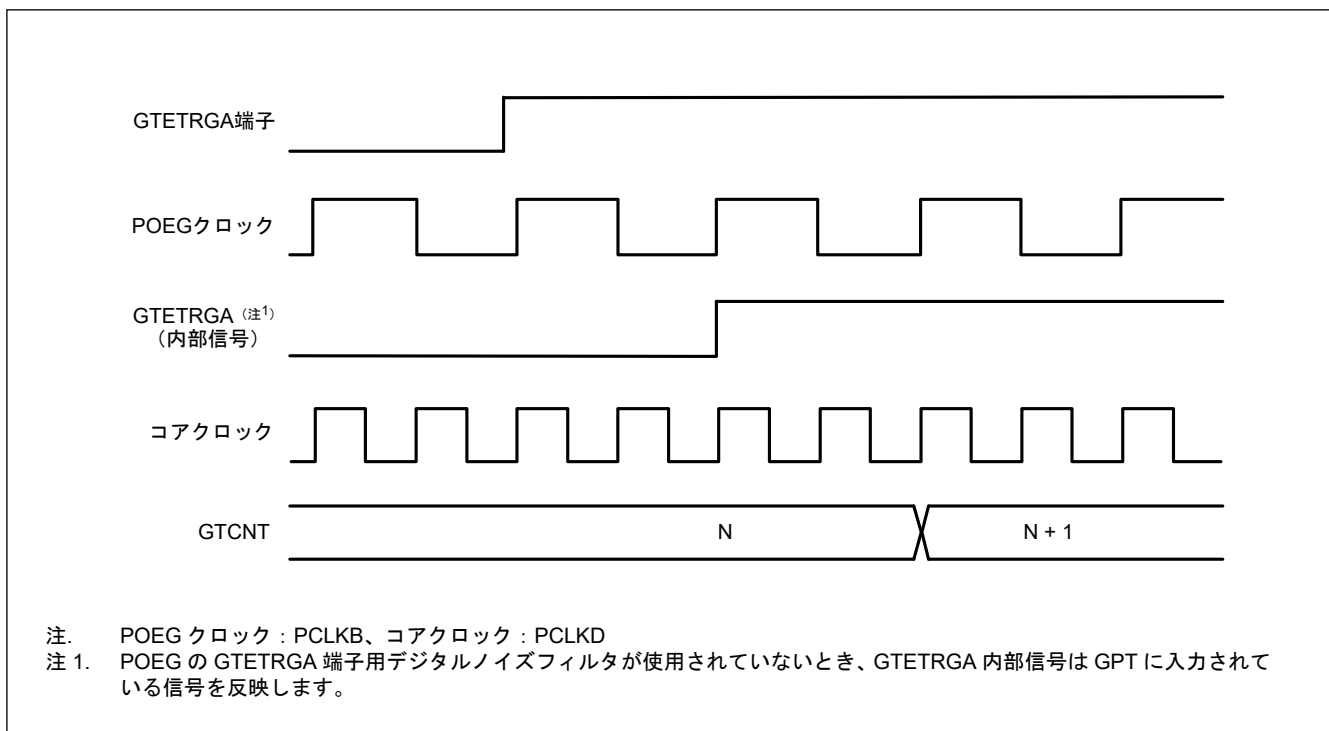 GTETRGA端子
POEGクロック
GTETRGA（注1）
（内部信号）
コアクロック
GTCNT N N + 1
注. POEG クロック：PCLKB、コアクロック：PCLKD
注 1. POEG の GTETRGA 端子用デジタルノイズフィルタが使用されていないとき、GTETRGA 内部信号は GPT に入力されて
いる信号を反映します。